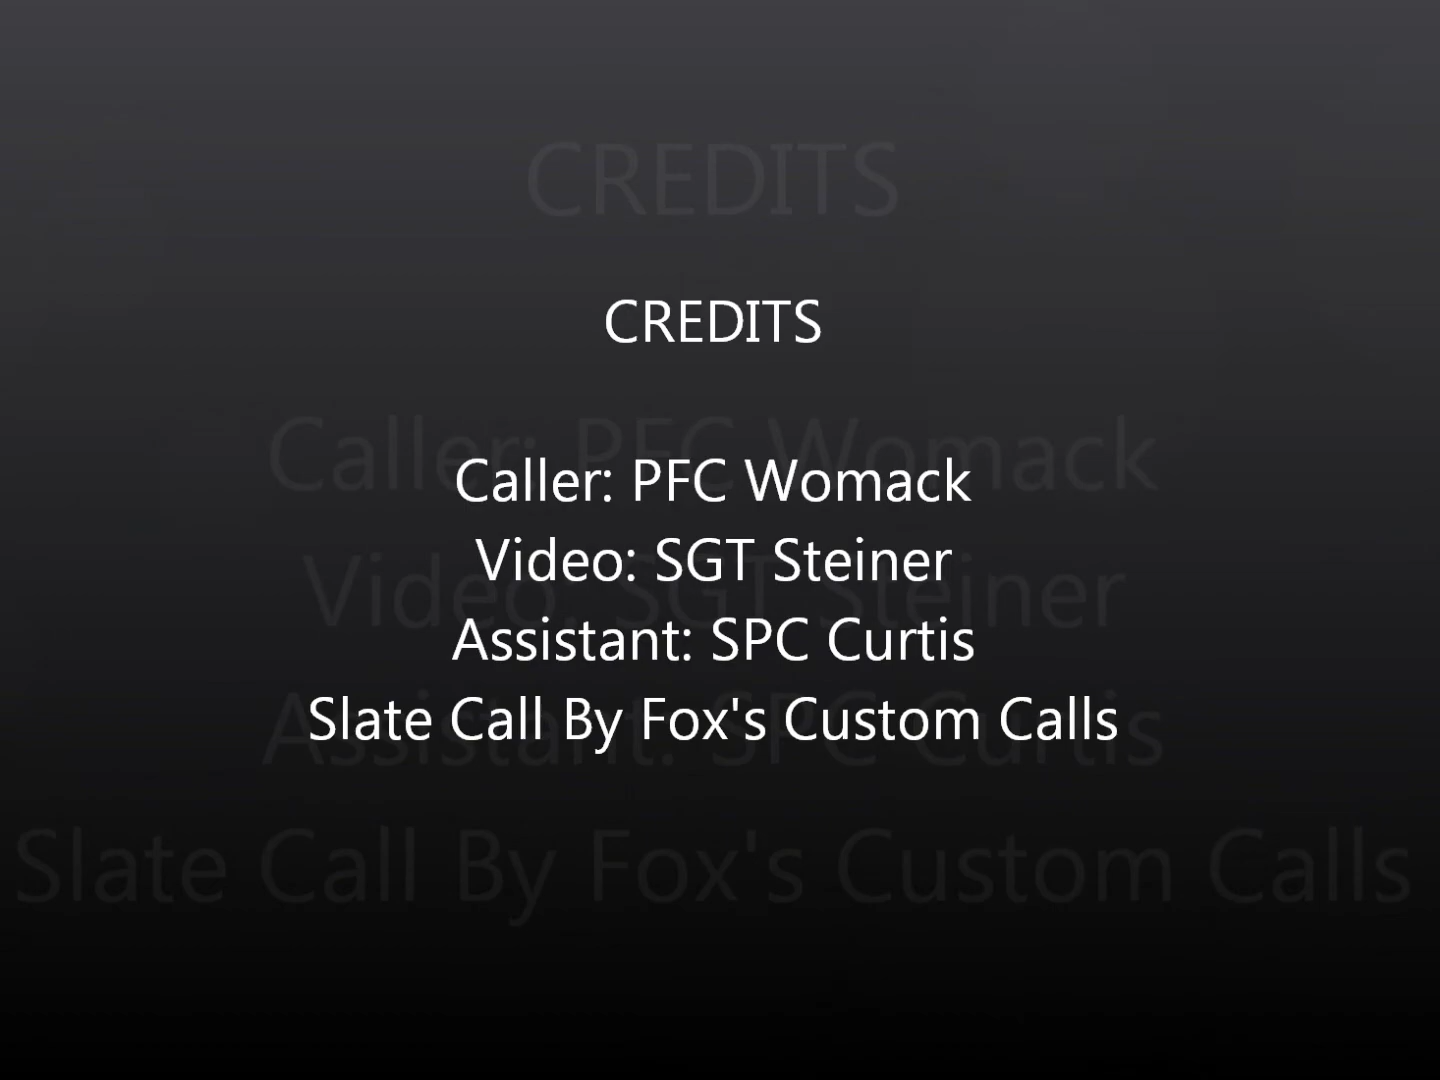 CREDITS
Caller: PFC Womack
Video: SGT Steiner
Assistant: SPC Curtis
Slate Call By Fox's Custom Calls